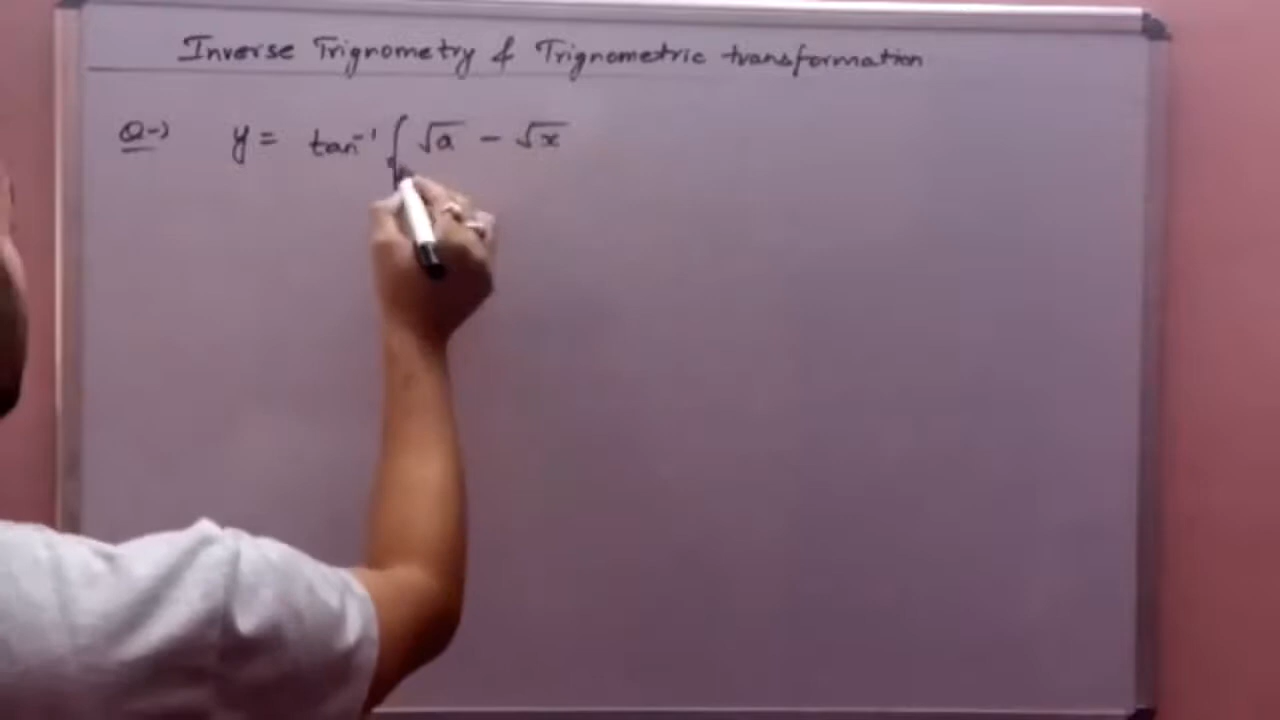 Inverse Trignometry & Trignometric transformation
Q→ y = tan⁻¹ [ √a - √x